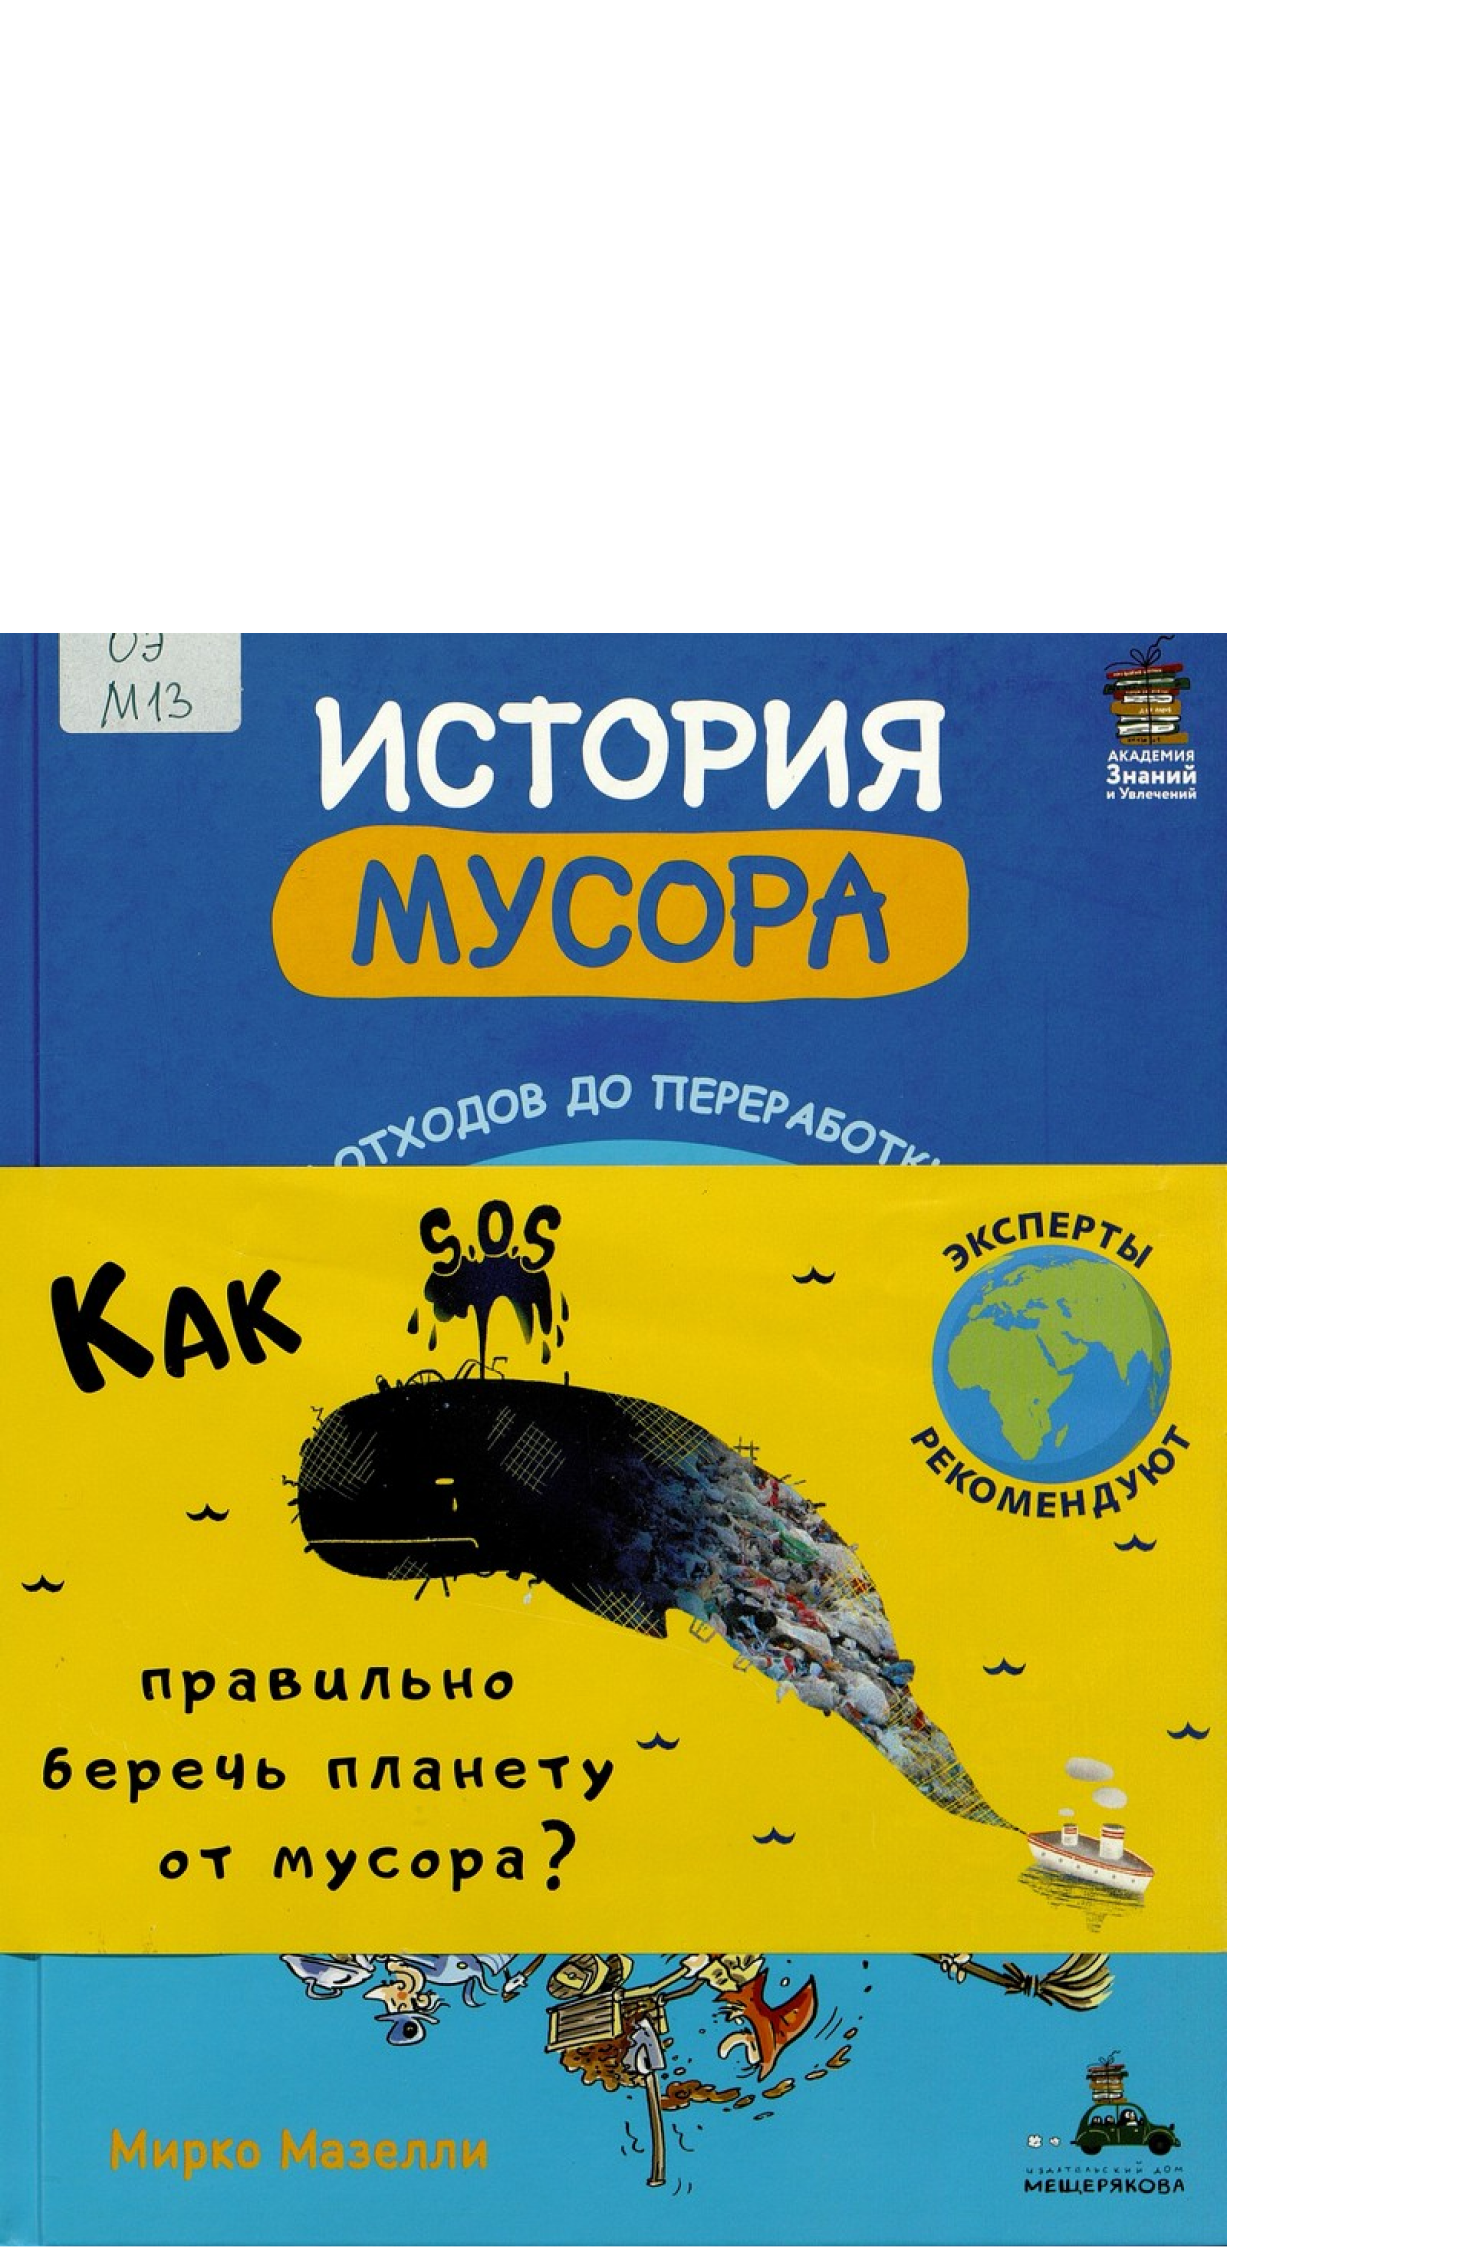 ОЭ
М13
ИСТОРИЯ
МУСОРА
АКАДЕМИЯ
Знаний
и Увлечений
ОТХОДОВ ДО ПЕРЕРАБОТК
S.O.S
Как
ЭКСПЕРТЫ
РЕКОМЕНДУЮТ
правильно
беречь планету
от мусора?
Мирко Мазелли
ИЗДАТЕЛЬСКИЙ ДОМ
МЕЩЕРЯКОВА